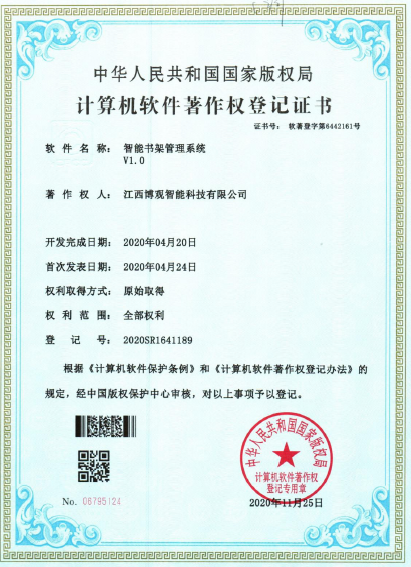 中华人民共和国国家版权局
计算机软件著作权登记证书
证书号： 软著登字第6442161号
软件名称： 智能书架管理系统
V1.0
著作权人： 江西博观智能科技有限公司
开发完成日期： 2020年04月20日
首次发表日期： 2020年04月24日
权利取得方式： 原始取得
权利范围： 全部权利
登记号： 2020SR1641189
根据《计算机软件保护条例》和《计算机软件著作权登记办法》的
规定，经中国版权保护中心审核，对以上事项予以登记。
中华人民共和国国家版权局
计算机软件著作权
登记专用章
No. 06795124
2020年11月25日